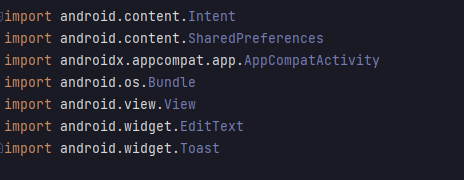 import android.content.Intent
import android.content.SharedPreferences
import androidx.appcompat.app.AppCompatActivity
import android.os.Bundle
import android.view.View
import android.widget.EditText
import android.widget.Toast